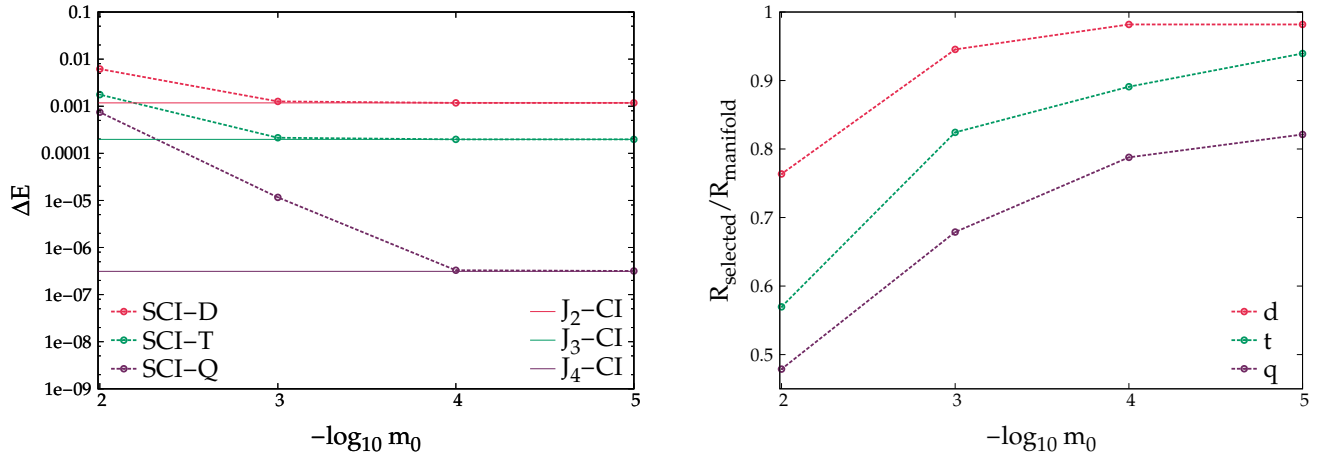 0.1
0.01
0.001
0.0001
1e−05
1e−06
1e−07
1e−08
1e−09
ΔE
SCI−D
SCI−T
SCI−Q
J₂−CI
J₃−CI
J₄−CI
2 3 4 5
−log₁₀ m₀
1
0.9
0.8
0.7
0.6
0.5
R_selected/R_manifold
d
t
q
2 3 4 5
−log₁₀ m₀